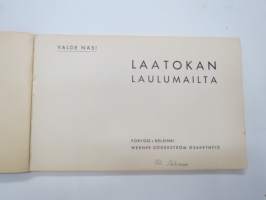 VALDE NÄSI
LAATOKAN
LAULUMAILTA
PORVOO • HELSINKI
WERNER SÖDERSTRÖM OSAKEYHTIÖ